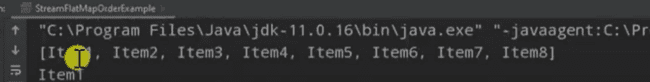 StreamFlatMapOrderExample
"C:\Program Files\Java\jdk-11.0.16\bin\java.exe" "-javaagent:C:\Pr
[Item1, Item2, Item3, Item4, Item5, Item6, Item7, Item8]
Item1